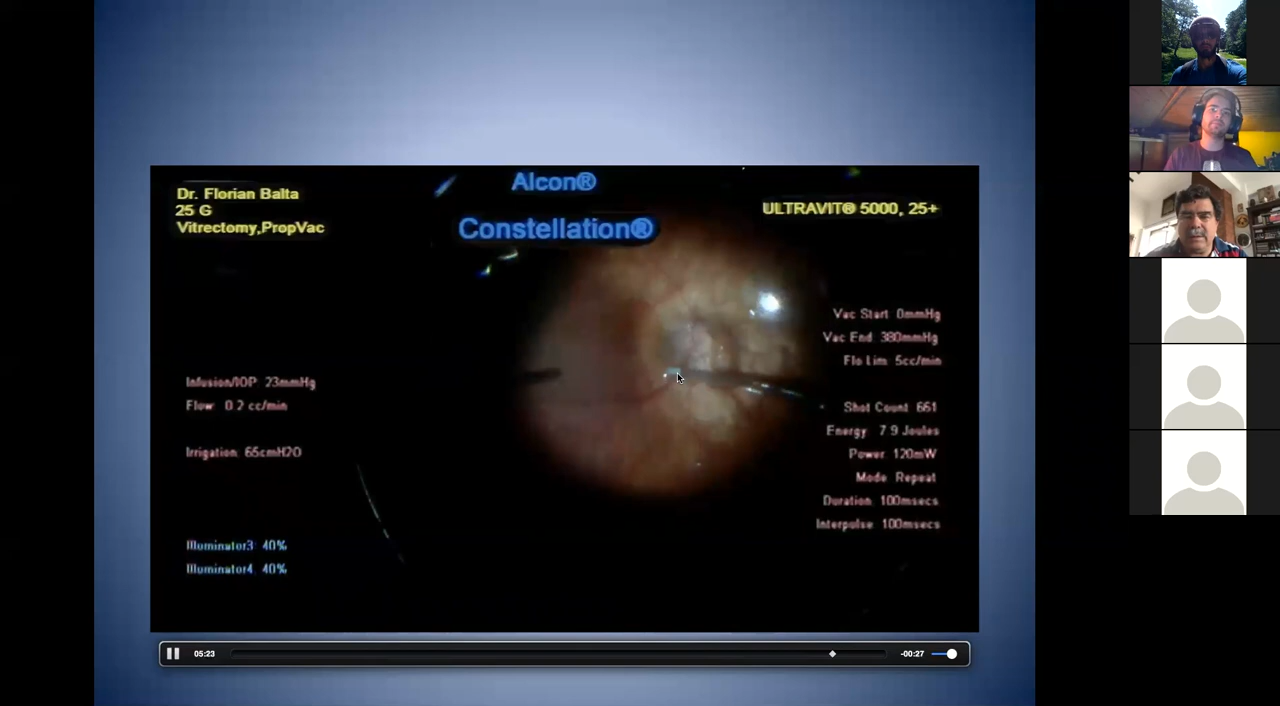 Dr. Florian Balta
25 G
Vitrectomy,PropVac
Alcon®
Constellation®
ULTRAVIT® 5000, 25+
Vac Start 0mmHg
Vac End 380mmHg
Flo Lim 5cc/min
Infusion/IOP 23mmHg
Flow 0.2 cc/min
Irrigation 65cmH2O
Shot Count 661
Energy 7.9 Joules
Power 120mW
Mode Repeat
Duration 100msecs
Interpulse 100msecs
Illuminator3: 40%
Illuminator4: 40%
05:23
-00:27